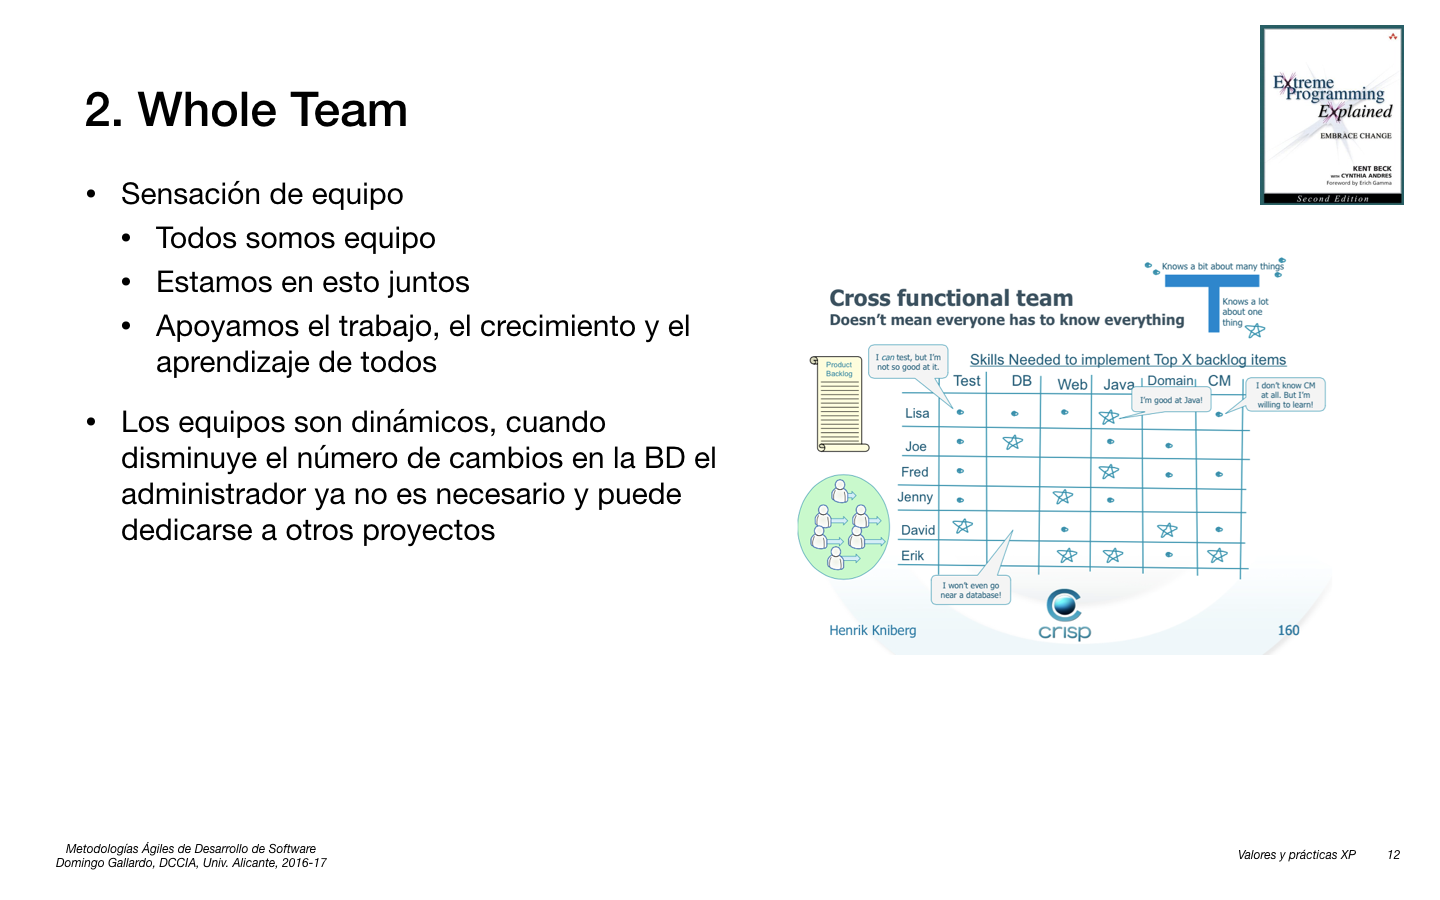 2. Whole Team
• Sensación de equipo
• Todos somos equipo
• Estamos en esto juntos
• Apoyamos el trabajo, el crecimiento y el
aprendizaje de todos
• Los equipos son dinámicos, cuando
disminuye el número de cambios en la BD el
administrador ya no es necesario y puede
dedicarse a otros proyectos
Extreme
Programming
Explained
EMBRACE CHANGE
KENT BECK
WITH CYNTHIA ANDRES
Foreword by Erich Gamma
Second Edition
Knows a bit about many things
Knows a lot
about one
thing
Cross functional team
Doesn't mean everyone has to know everything
Product
Backlog
I can test, but I'm
not so good at it.
Skills Needed to implement Top X backlog items
Test DB Web Java Domain CM
I'm good at Java!
I don't know CM
at all. But I'm
willing to learn!
Lisa
Joe
Fred
Jenny
David
Erik
I won't even go
near a database!
Henrik Kniberg
crisp
160
Metodologías Ágiles de Desarrollo de Software
Domingo Gallardo, DCCIA, Univ. Alicante, 2016-17
Valores y prácticas XP 12